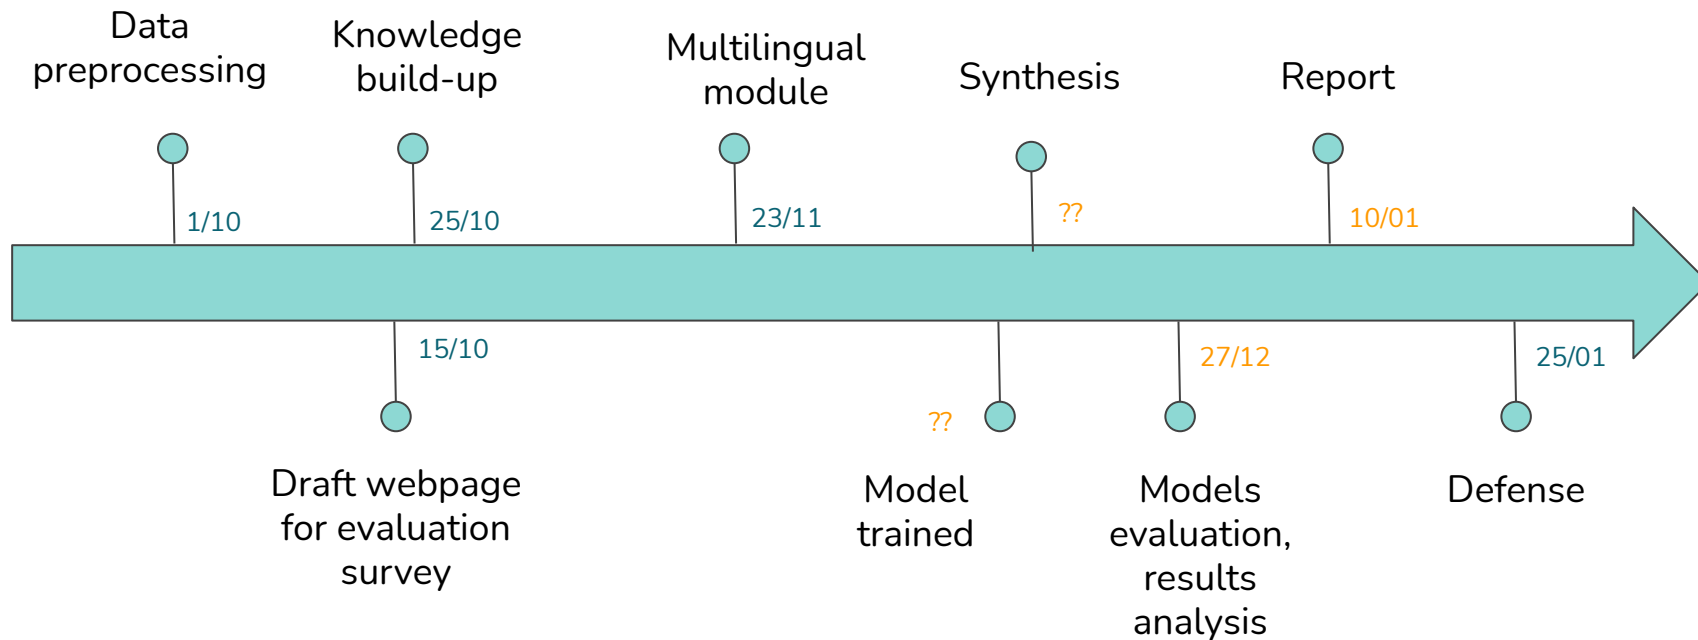 Data
preprocessing
Knowledge
build-up
Multilingual
module
Synthesis
Report
1/10
25/10
23/11
??
10/01
15/10
??
27/12
25/01
Draft webpage
for evaluation
survey
Model
trained
Models
evaluation,
results
analysis
Defense